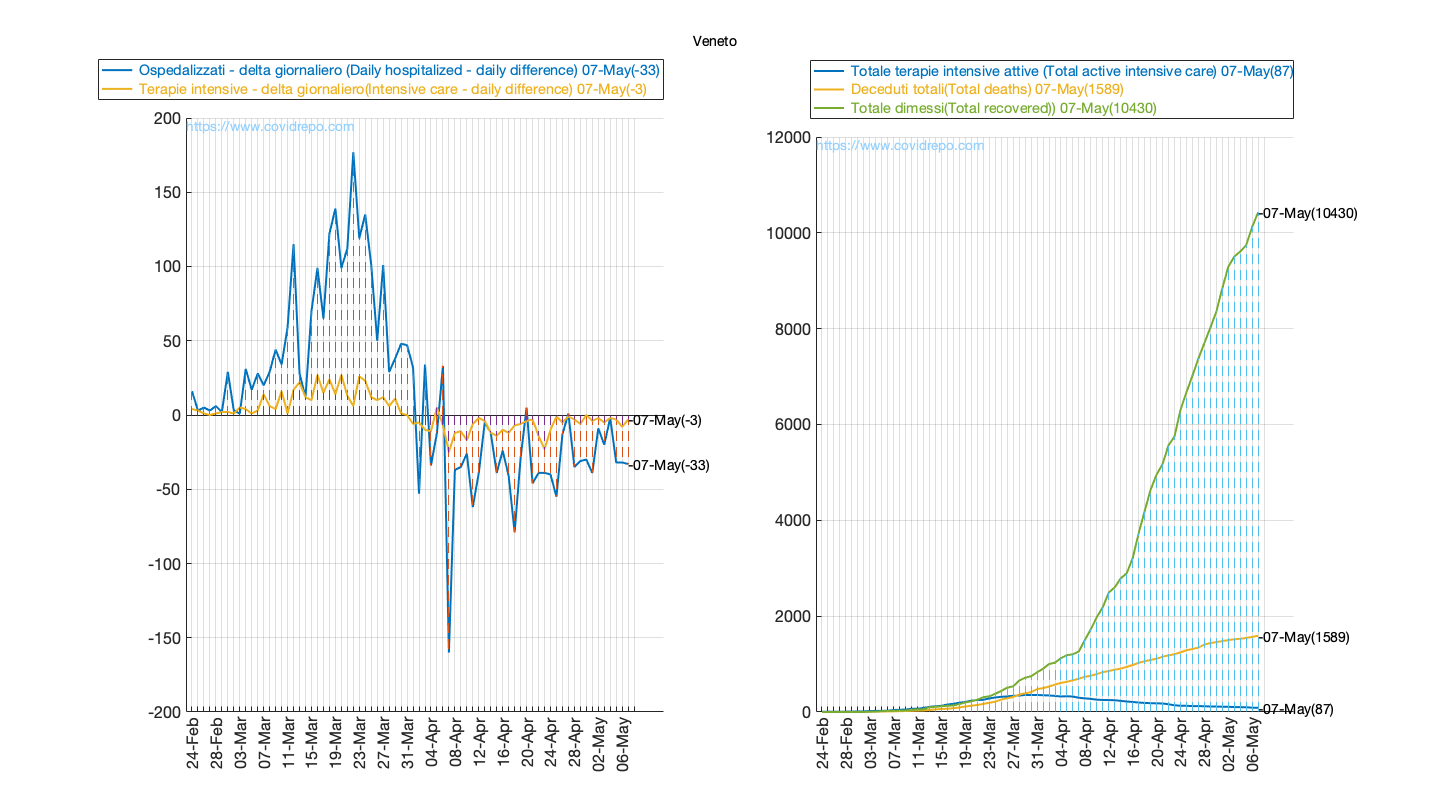 Veneto
Ospedalizzati - delta giornaliero (Daily hospitalized - daily difference) 07-May(-33)
Terapie intensive - delta giornaliero(Intensive care - daily difference) 07-May(-3)
https://www.covidrepo.com
200
150
100
50
0
-50
-100
-150
-200
-07-May(-3)
-07-May(-33)
24-Feb
28-Feb
03-Mar
07-Mar
11-Mar
15-Mar
19-Mar
23-Mar
27-Mar
31-Mar
04-Apr
08-Apr
12-Apr
16-Apr
20-Apr
24-Apr
28-Apr
02-May
06-May
Totale terapie intensive attive (Total active intensive care) 07-May(87)
Deceduti totali(Total deaths) 07-May(1589)
Totale dimessi(Total recovered)) 07-May(10430)
https://www.covidrepo.com
12000
10000
8000
6000
4000
2000
0
-07-May(10430)
-07-May(1589)
-07-May(87)
24-Feb
28-Feb
03-Mar
07-Mar
11-Mar
15-Mar
19-Mar
23-Mar
27-Mar
31-Mar
04-Apr
08-Apr
12-Apr
16-Apr
20-Apr
24-Apr
28-Apr
02-May
06-May